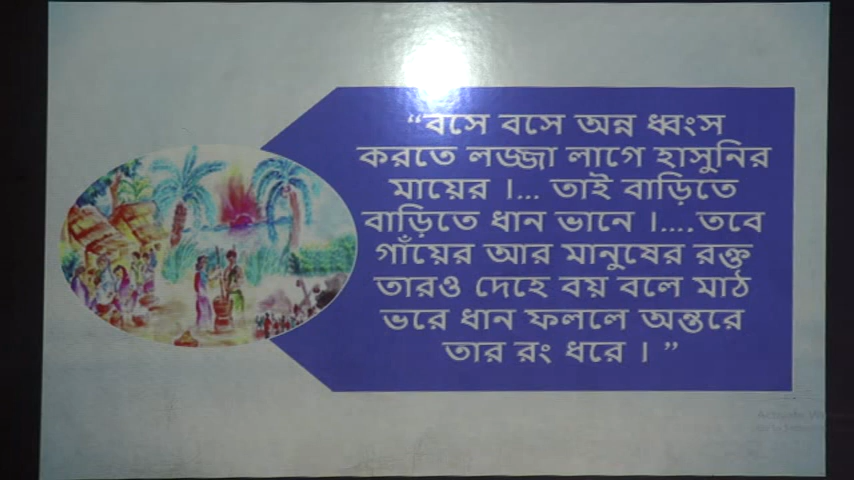 “বসে বসে অন্ন ধ্বংস
করতে লজ্জা লাগে হাসুনির
মায়ের ।... তাই বাড়িতে
বাড়িতে ধান ভানে ।....তবে
গাঁয়ের আর মানুষের রক্ত
তারও দেহে বয় বলে মাঠ
ভরে ধান ফললে অন্তরে
তার রং ধরে । ”